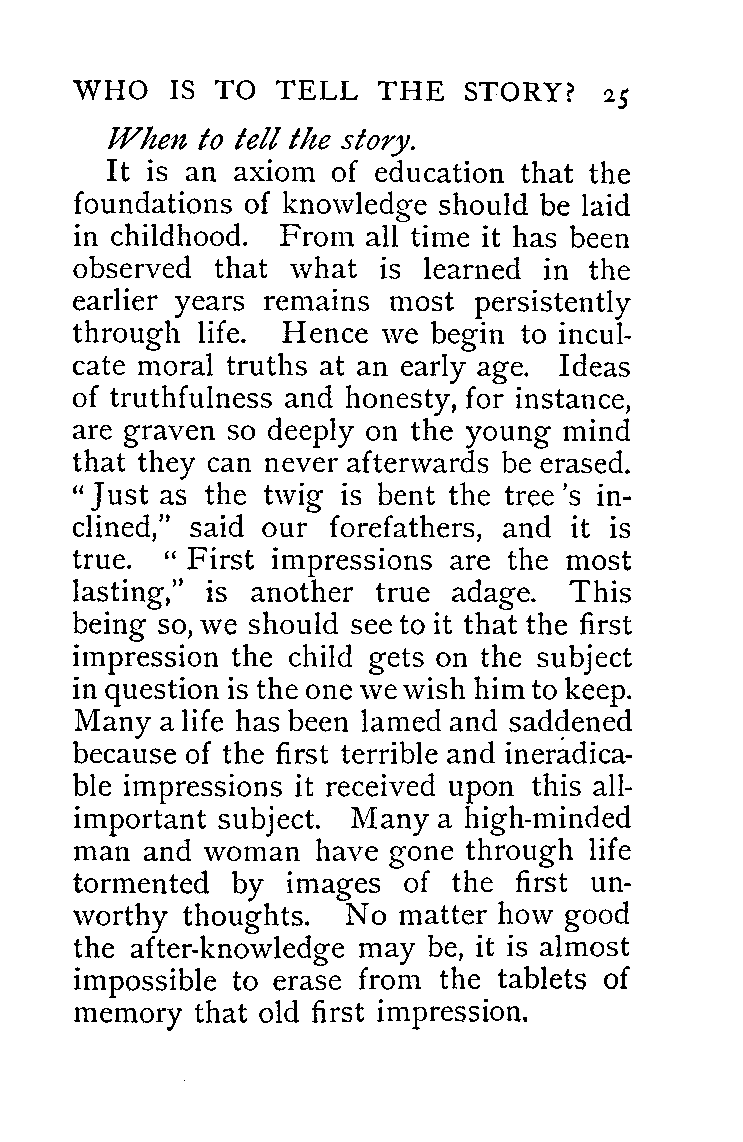 WHO IS TO TELL THE STORY? 25
When to tell the story.
It is an axiom of education that the
foundations of knowledge should be laid
in childhood. From all time it has been
observed that what is learned in the
earlier years remains most persistently
through life. Hence we begin to incul-
cate moral truths at an early age. Ideas
of truthfulness and honesty, for instance,
are graven so deeply on the young mind
that they can never afterwards be erased.
“Just as the twig is bent the tree 's in-
clined,” said our forefathers, and it is
true. “ First impressions are the most
lasting,” is another true adage. This
being so, we should see to it that the first
impression the child gets on the subject
in question is the one we wish him to keep.
Many a life has been lamed and saddened
because of the first terrible and ineradica-
ble impressions it received upon this all-
important subject. Many a high-minded
man and woman have gone through life
tormented by images of the first un-
worthy thoughts. No matter how good
the after-knowledge may be, it is almost
impossible to erase from the tablets of
memory that old first impression.